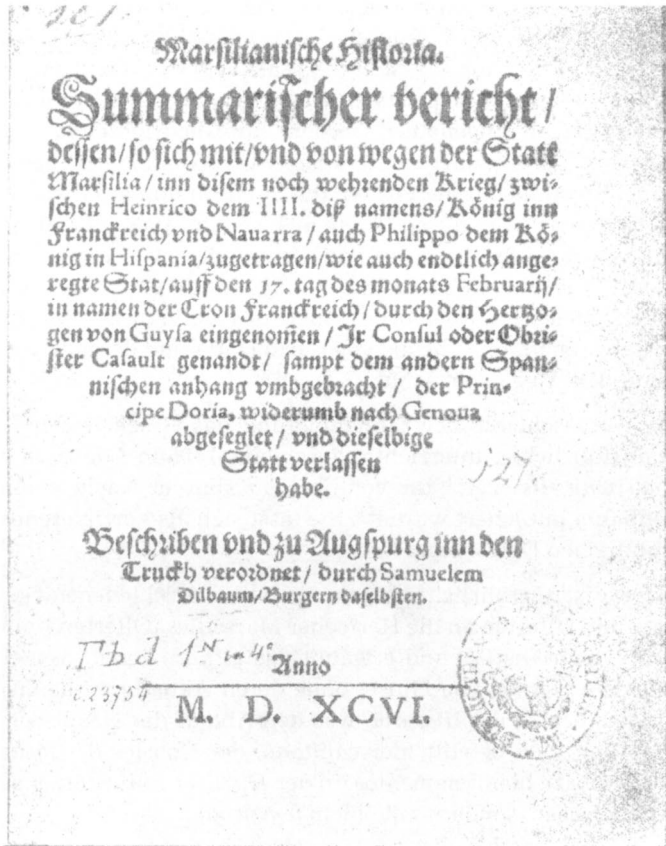 Marsilianische Historia.
Summarischer bericht/
dessen/so sich mit/vnd von wegen der Statt
Marsilia/inn disem noch wehrenden Krieg/zwi-
schen Heinrico dem IIII. diß namens/König inn
Franckreich vnd Nauarra/auch Philippo dem Kö-
nig in Hispania/zugetragen/wie auch endtlich ange-
regte Stat/auff den 17. tag des monats Februarij/
in namen der Cron Franckreich/durch den Hertzo-
gen von Guysa eingenom̃en/Jr Consul oder Obri-
ster Casault genandt/ sampt dem andern Span-
nischen anhang vmbgebracht/ der Prin-
cipe Doria, widerumb nach Genoua
abgeseglet/ vnd dieselbige
Statt verlassen
habe.
j27.
Beschriben vnd zu Augspurg inn den
Truckh verordnet/durch Samuelem
Dilbaum/Burgern daselbsten.
Anno
23754
M. D. XCVI.